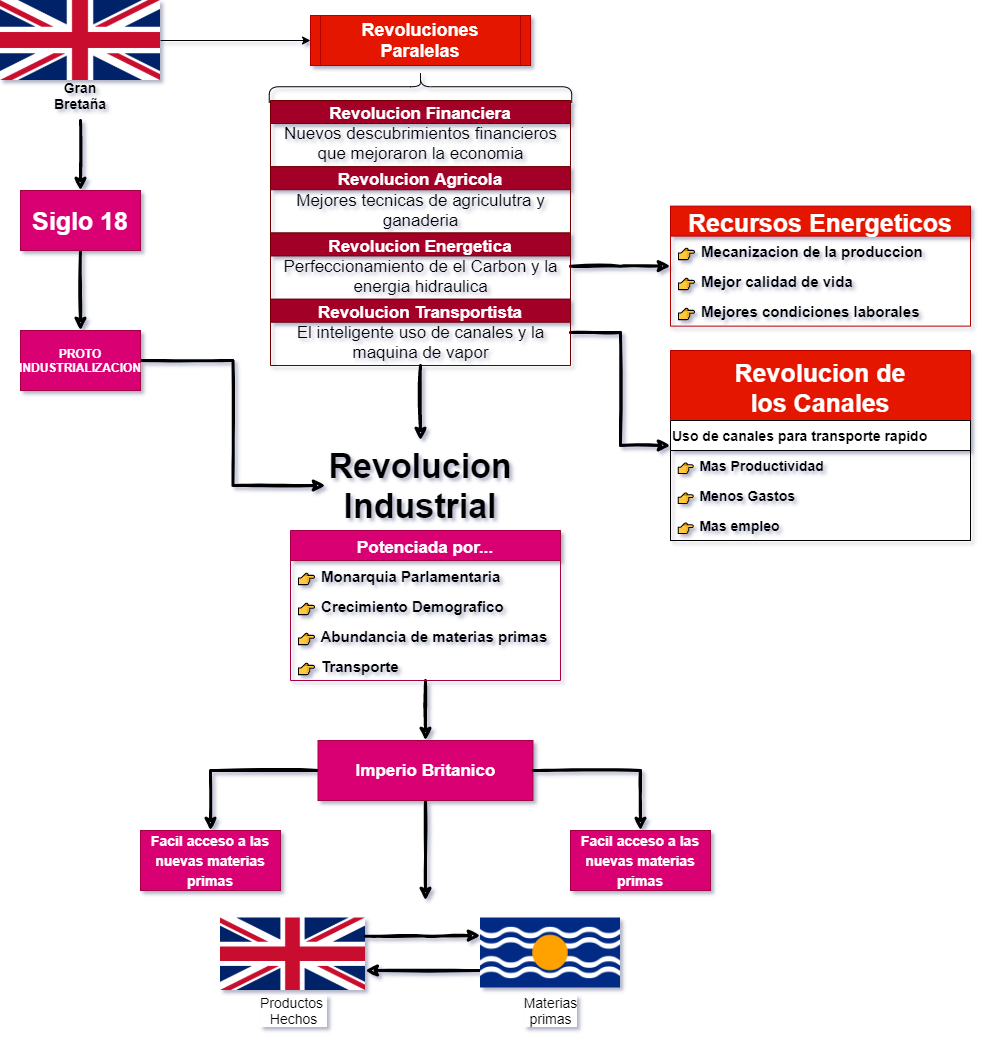 Gran
Bretaña
Revoluciones
Paralelas
Siglo 18
PROTO
INDUSTRIALIZACION
Revolucion Financiera
Nuevos descubrimientos financieros
que mejoraron la economia
Revolucion Agricola
Mejores tecnicas de agriculutra y
ganaderia
Revolucion Energetica
Perfeccionamiento de el Carbon y la
energia hidraulica
Revolucion Transportista
El inteligente uso de canales y la
maquina de vapor
Recursos Energeticos
Mecanizacion de la produccion
Mejor calidad de vida
Mejores condiciones laborales
Revolucion de
los Canales
Uso de canales para transporte rapido
Mas Productividad
Menos Gastos
Mas empleo
Revolucion
Industrial
Potenciada por...
Monarquia Parlamentaria
Crecimiento Demografico
Abundancia de materias primas
Transporte
Imperio Britanico
Facil acceso a las
nuevas materias
primas
Facil acceso a las
nuevas materias
primas
Productos
Hechos
Materias
primas